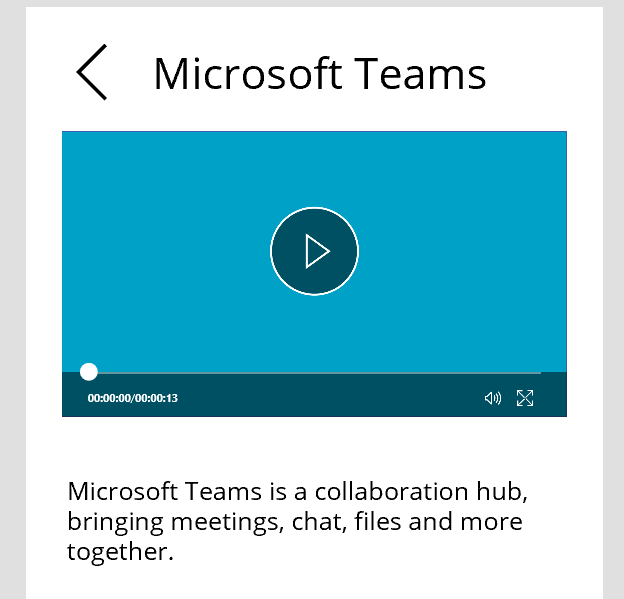 Microsoft Teams
00:00:00/00:00:13
Microsoft Teams is a collaboration hub,
bringing meetings, chat, files and more
together.